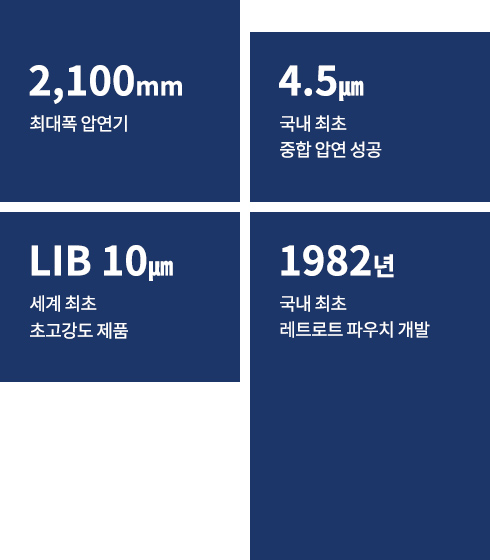 2,100mm
최대폭 압연기
4.5㎛
국내 최초
중합 압연 성공
LIB 10㎛
세계 최초
초고강도 제품
1982년
국내 최초
레트로트 파우치 개발